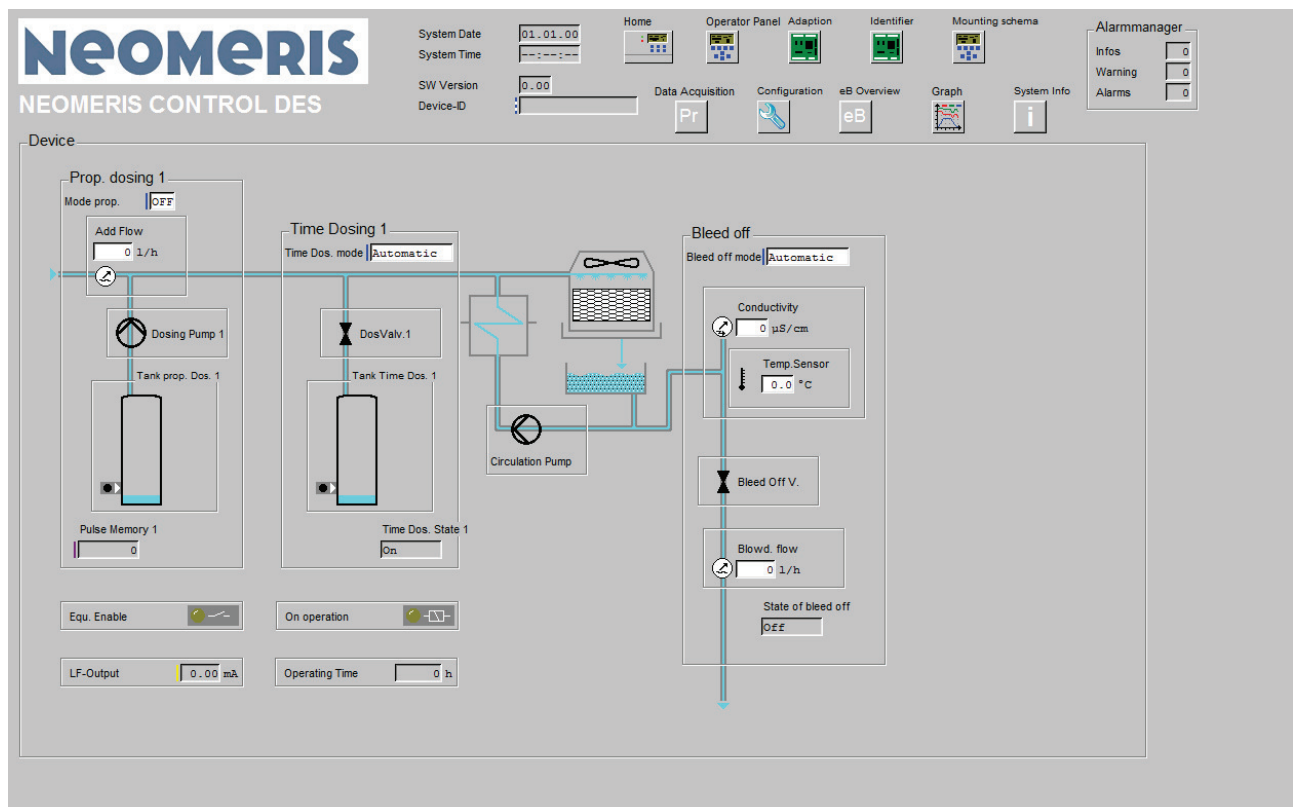 NeoMeRIS
NEOMERIS CONTROL DES
System Date 01.01.00
System Time --:--:--
SW Version 0.00
Device-ID
Home
Operator Panel
Adaption
Identifier
Mounting schema
Data Acquisition
Pr
Configuration
eB Overview
eB
Graph
System Info
i
Alarmmanager
Infos 0
Warning 0
Alarms 0
Device
Prop. dosing 1
Mode prop. OFF
Add Flow
0 l/h
Dosing Pump 1
Tank prop. Dos. 1
Pulse Memory 1
0
Time Dosing 1
Time Dos. mode Automatic
DosValv.1
Tank Time Dos. 1
Time Dos. State 1
On
Circulation Pump
Bleed off
Bleed off mode Automatic
Conductivity
0 µS/cm
Temp.Sensor
0.0 °C
Bleed Off V.
Blowd. flow
0 l/h
State of bleed off
Off
Equ. Enable
On operation
LF-Output 0.00 mA
Operating Time 0 h